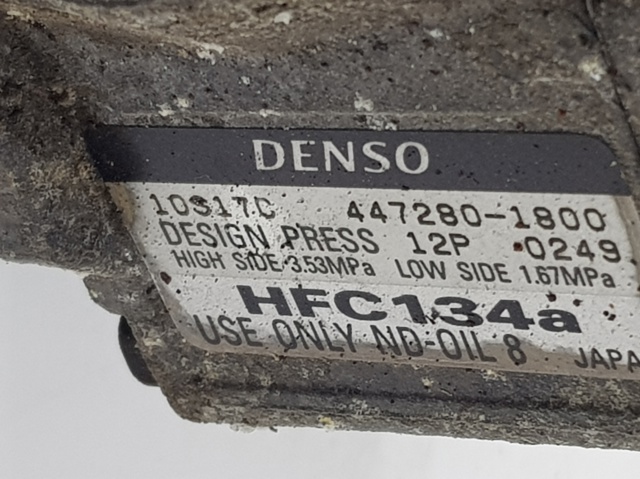 DENSO
10S17C 447280-1800
DESIGN PRESS 12P 0249
HIGH SIDE 3.53MPa LOW SIDE 1.67MPa
HFC134a
USE ONLY ND-OIL 8 JAPA